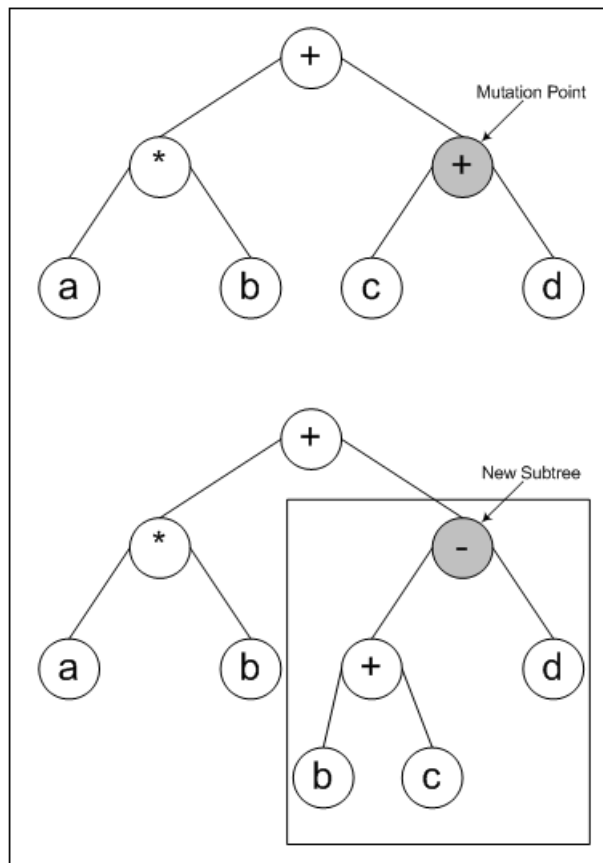 +
Mutation Point
* +
a b c d
+
New Subtree
* -
a b + d
b c